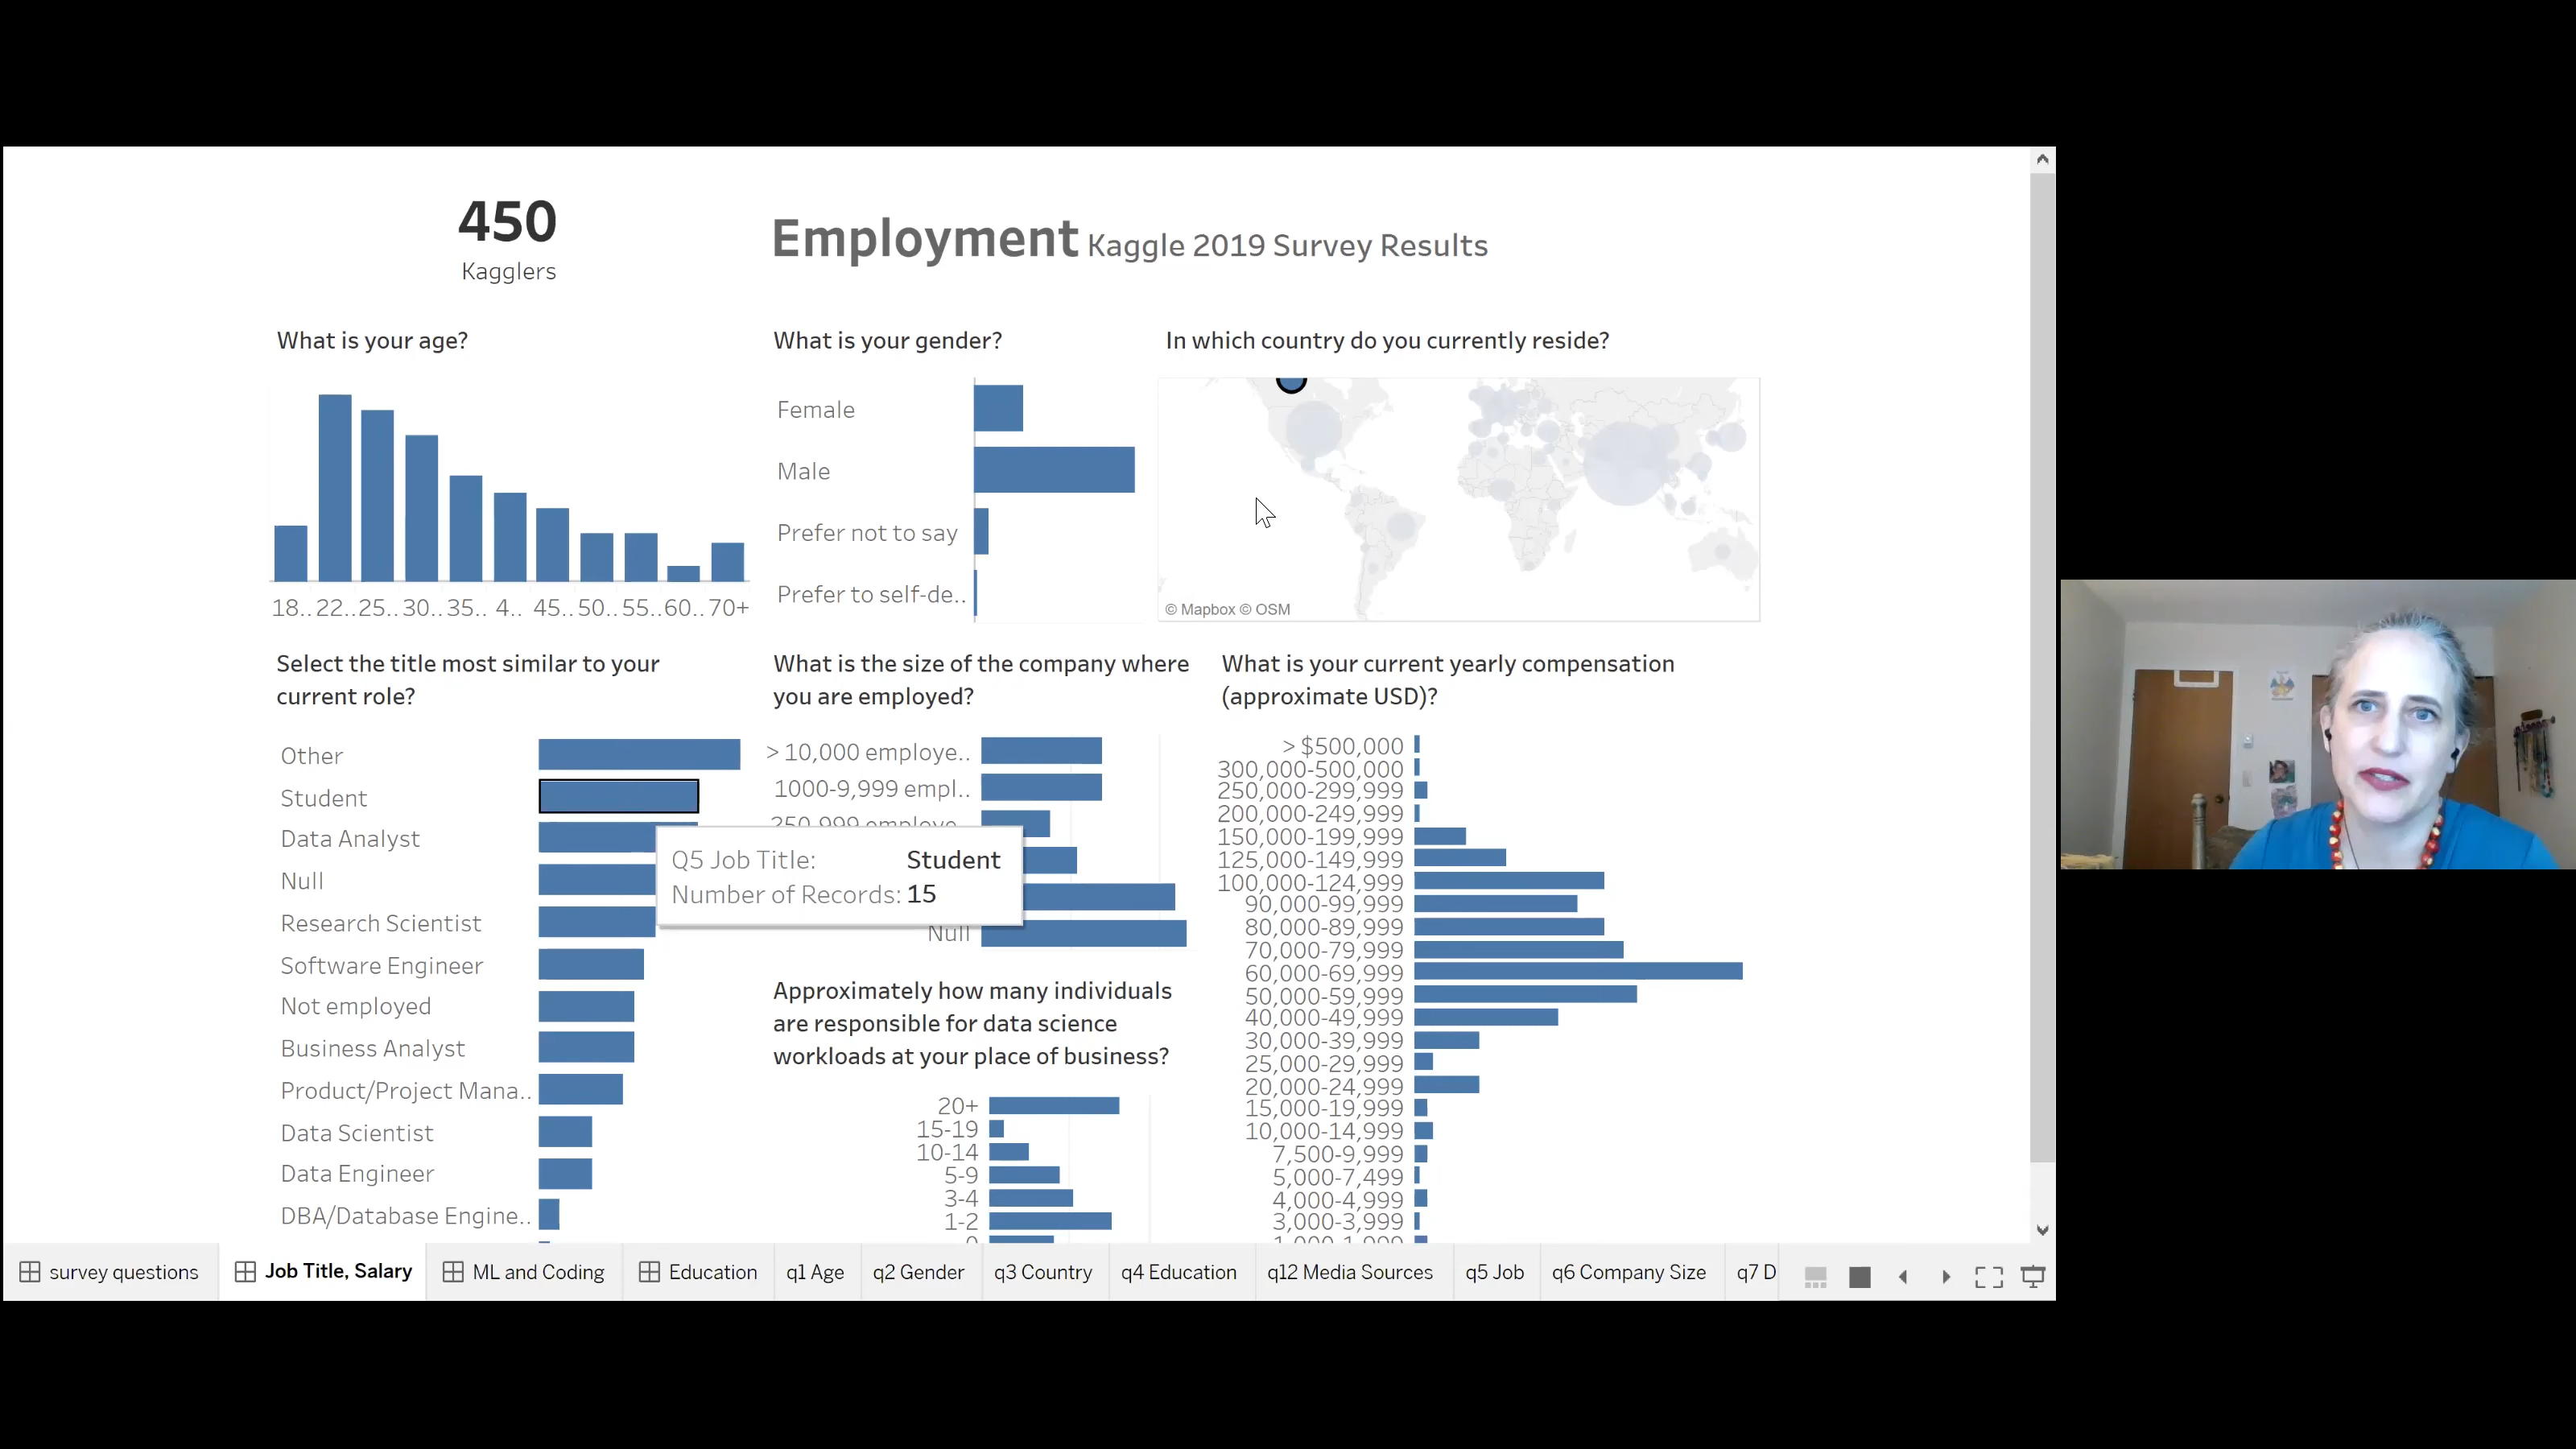 450
Kagglers
Employment Kaggle 2019 Survey Results
What is your age?
18.. 22.. 25.. 30.. 35.. 4.. 45.. 50.. 55.. 60.. 70+
What is your gender?
Female
Male
Prefer not to say
Prefer to self-de..
In which country do you currently reside?
© Mapbox © OSM
Select the title most similar to your
current role?
Other
Student
Data Analyst
Null
Research Scientist
Software Engineer
Not employed
Business Analyst
Product/Project Mana..
Data Scientist
Data Engineer
DBA/Database Engine..
What is the size of the company where
you are employed?
> 10,000 employe..
1000-9,999 empl..
250-999 employe..
Q5 Job Title: Student
Number of Records: 15
Null
Approximately how many individuals
are responsible for data science
workloads at your place of business?
20+
15-19
10-14
5-9
3-4
1-2
0
What is your current yearly compensation
(approximate USD)?
> $500,000
300,000-500,000
250,000-299,999
200,000-249,999
150,000-199,999
125,000-149,999
100,000-124,999
90,000-99,999
80,000-89,999
70,000-79,999
60,000-69,999
50,000-59,999
40,000-49,999
30,000-39,999
25,000-29,999
20,000-24,999
15,000-19,999
10,000-14,999
7,500-9,999
5,000-7,499
4,000-4,999
3,000-3,999
survey questions
Job Title, Salary
ML and Coding
Education
q1 Age
q2 Gender
q3 Country
q4 Education
q12 Media Sources
q5 Job
q6 Company Size
q7 D